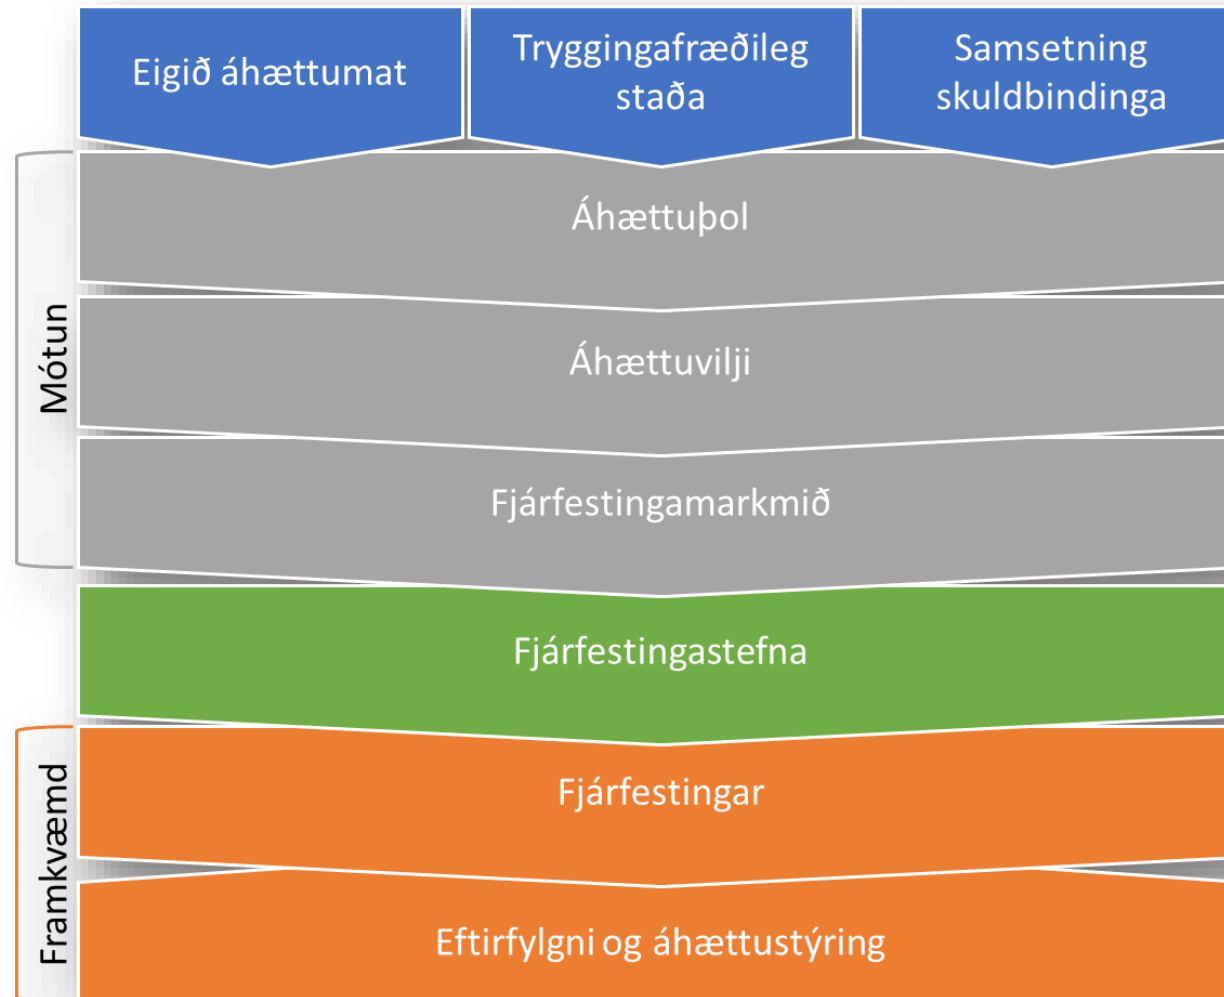 Eigið áhættumat
Tryggingafræðileg
staða
Samsetning
skuldbindinga
Mótun
Áhættuþol
Áhættuvilji
Fjárfestingamarkmið
Fjárfestingastefna
Framkvæmd
Fjárfestingar
Eftirfylgni og áhættustýring